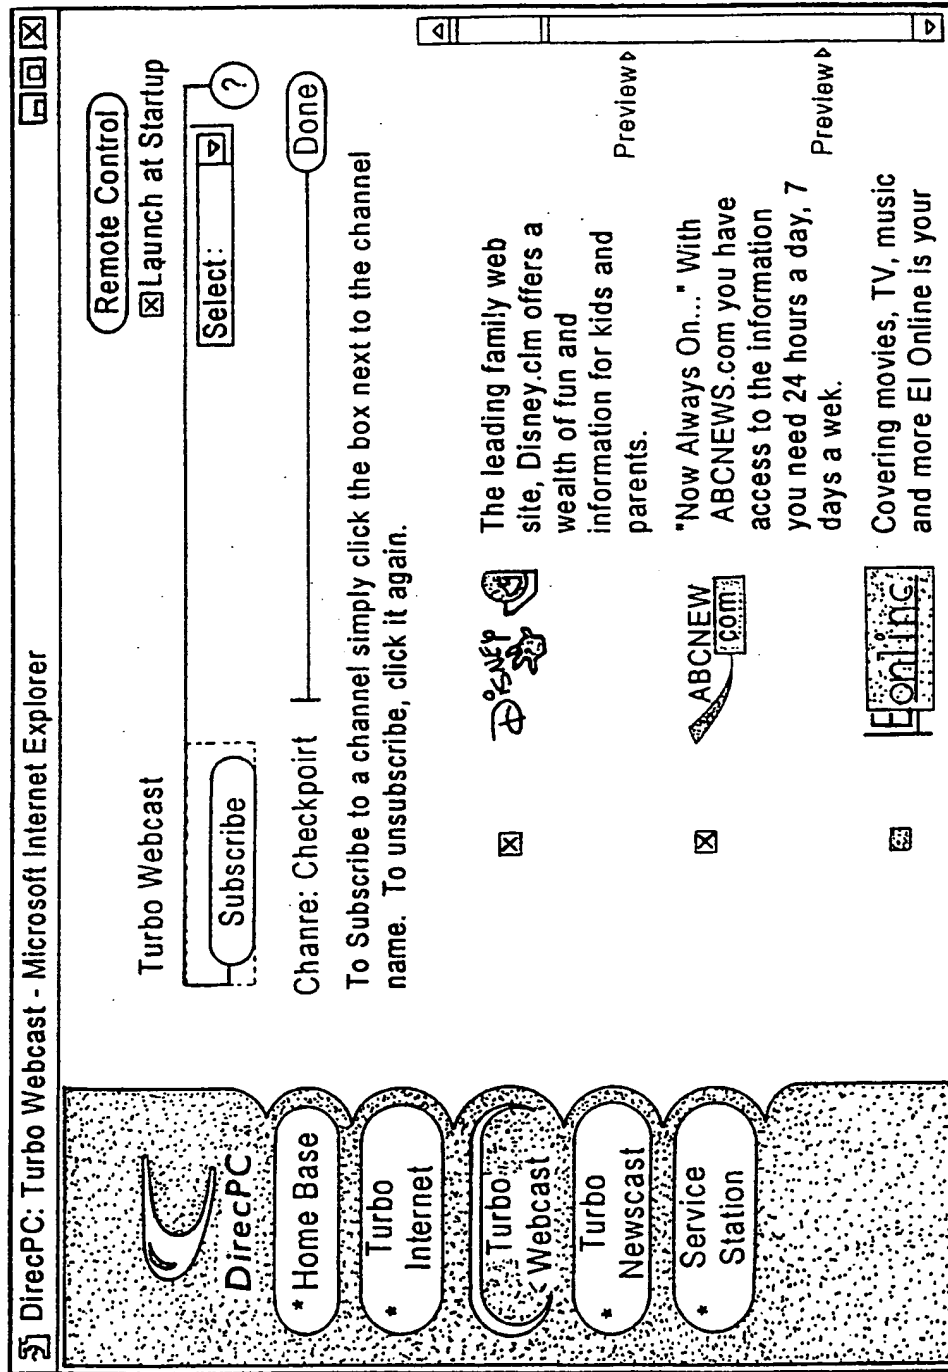 DirecPC: Turbo Webcast - Microsoft Internet Explorer
DirecPC
* Home Base
* Turbo
Internet
Turbo
Webcast
* Turbo
Newscast
* Service
Station
Turbo Webcast
Remote Control
Launch at Startup
Subscribe
Select:
?
Chanre: Checkpoirt
Done
To Subscribe to a channel simply click the box next to the channel
name. To unsubscribe, click it again.
DISNEY
The leading family web
site, Disney.clm offers a
wealth of fun and
information for kids and
parents.
Preview
ABCNEW
com
"Now Always On..." With
ABCNEWS.com you have
access to the information
you need 24 hours a day, 7
days a wek.
Preview
E onlinc
Covering movies, TV, music
and more El Online is your